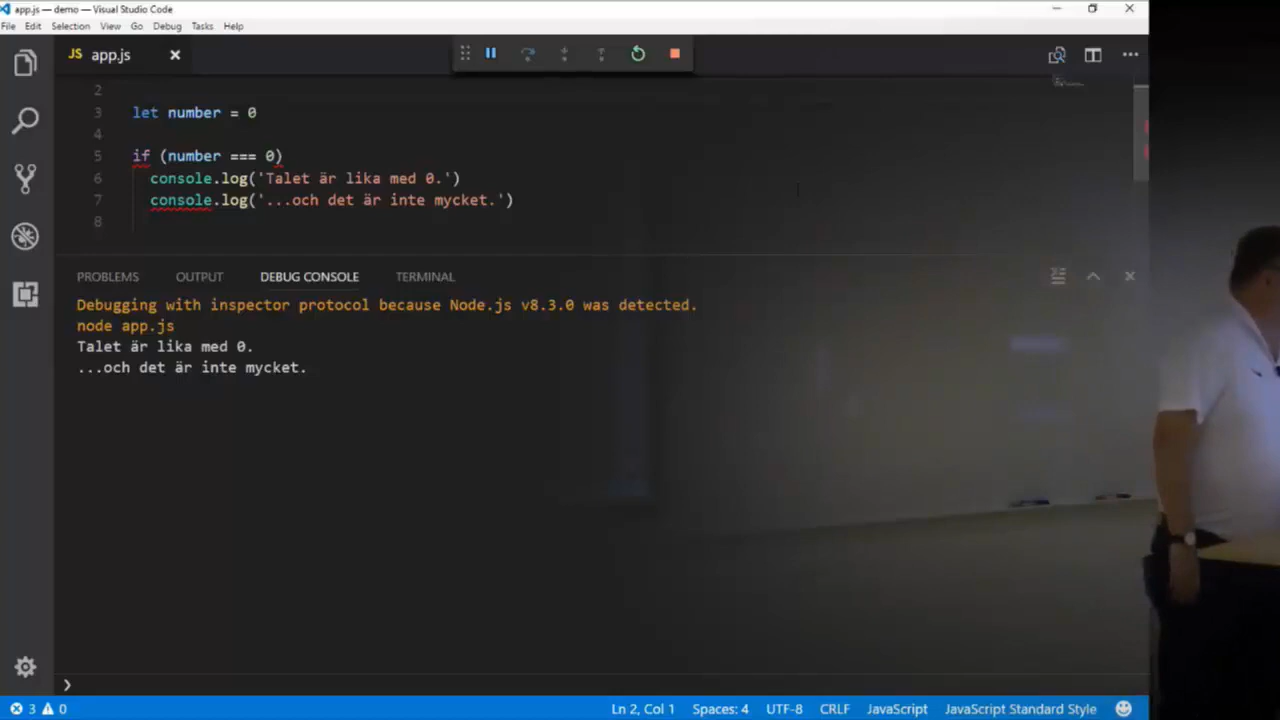 app.js — demo — Visual Studio Code
File Edit Selection View Go Debug Tasks Help
JS app.js
2
3 let number = 0
4
5 if (number === 0)
6 console.log('Talet är lika med 0.')
7 console.log('...och det är inte mycket.')
8
PROBLEMS OUTPUT DEBUG CONSOLE TERMINAL
Debugging with inspector protocol because Node.js v8.3.0 was detected.
node app.js
Talet är lika med 0.
...och det är inte mycket.
3 0 Ln 2, Col 1 Spaces: 4 UTF-8 CRLF JavaScript JavaScript Standard Style